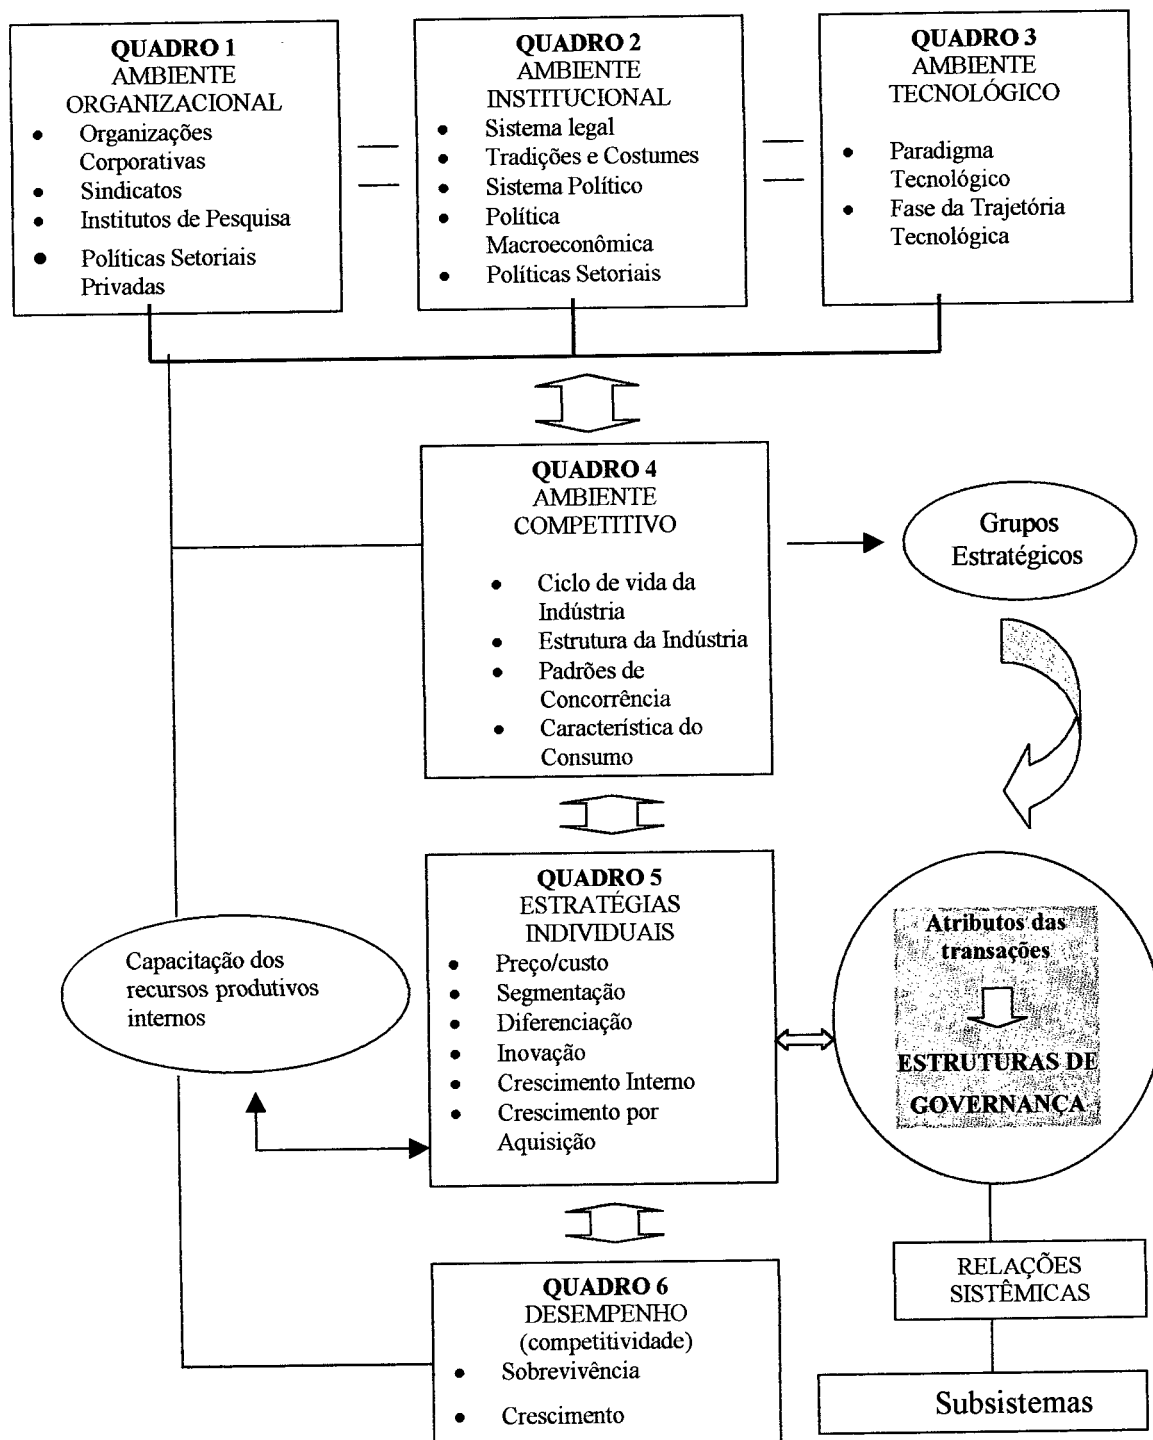 QUADRO 1
AMBIENTE
ORGANIZACIONAL
• Organizações
Corporativas
• Sindicatos
• Institutos de Pesquisa
• Políticas Setoriais
Privadas
QUADRO 2
AMBIENTE
INSTITUCIONAL
• Sistema legal
• Tradições e Costumes
• Sistema Político
• Política
Macroeconômica
• Políticas Setoriais
QUADRO 3
AMBIENTE
TECNOLÓGICO
• Paradigma
Tecnológico
• Fase da Trajetória
Tecnológica
QUADRO 4
AMBIENTE
COMPETITIVO
• Ciclo de vida da
Indústria
• Estrutura da Indústria
• Padrões de
Concorrência
• Característica do
Consumo
Grupos
Estratégicos
QUADRO 5
ESTRATÉGIAS
INDIVIDUAIS
• Preço/custo
• Segmentação
• Diferenciação
• Inovação
• Crescimento Interno
• Crescimento por
Aquisição
Capacitação dos
recursos produtivos
internos
Atributos das
transações
ESTRUTURAS DE
GOVERNANÇA
QUADRO 6
DESEMPENHO
(competitividade)
• Sobrevivência
• Crescimento
RELAÇÕES
SISTÊMICAS
Subsistemas